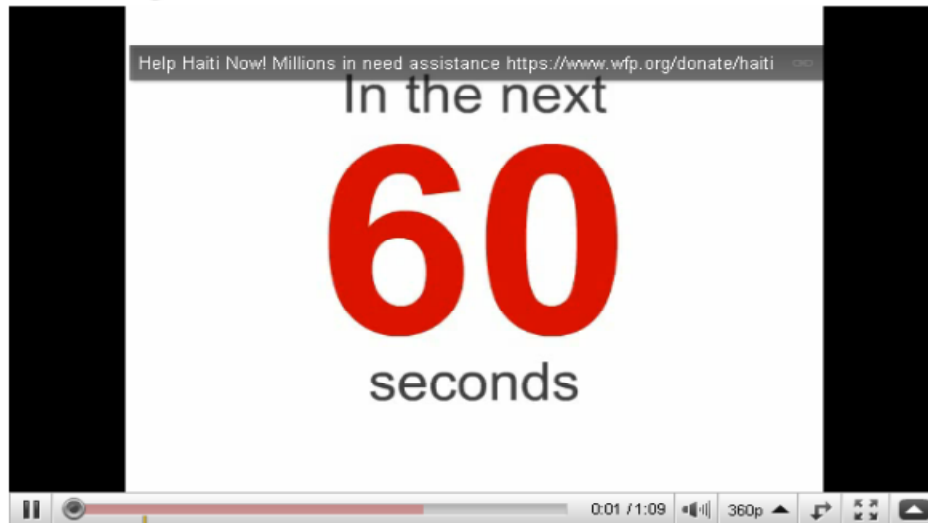 Help Haiti Now! Millions in need assistance https://www.wfp.org/donate/haiti
In the next
60
seconds
0:01 / 1:09 360p